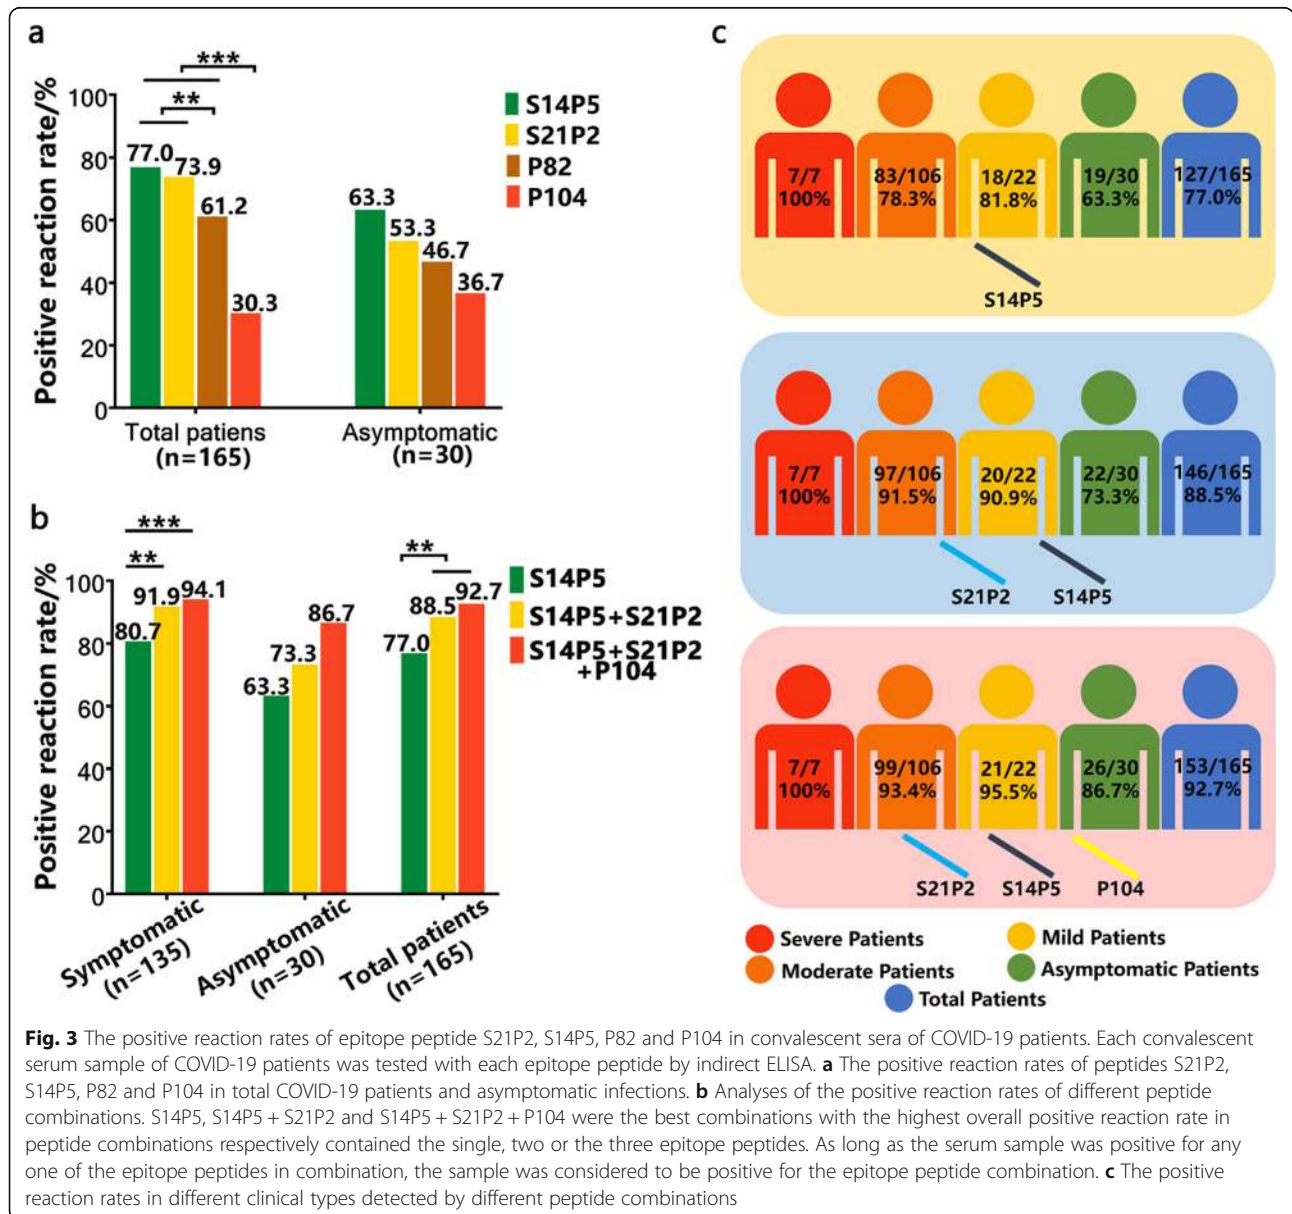 a
***
**
Positive reaction rate/%
100
80
60
40
20
0
77.0
73.9
61.2
30.3
63.3
53.3
46.7
36.7
S14P5
S21P2
P82
P104
Total patiens
(n=165)
Asymptomatic
(n=30)
b
***
**
**
Positive reaction rate/%
100
80
60
40
20
0
80.7
91.9
94.1
63.3
73.3
86.7
77.0
88.5
92.7
S14P5
S14P5+S21P2
S14P5+S21P2
+P104
Symptomatic
(n=135)
Asymptomatic
(n=30)
Total patients
(n=165)
c
7/7
100%
83/106
78.3%
18/22
81.8%
19/30
63.3%
127/165
77.0%
S14P5
7/7
100%
97/106
91.5%
20/22
90.9%
22/30
73.3%
146/165
88.5%
S21P2
S14P5
7/7
100%
99/106
93.4%
21/22
95.5%
26/30
86.7%
153/165
92.7%
S21P2
S14P5
P104
Severe Patients
Mild Patients
Moderate Patients
Asymptomatic Patients
Total Patients
Fig. 3 The positive reaction rates of epitope peptide S21P2, S14P5, P82 and P104 in convalescent sera of COVID-19 patients. Each convalescent
serum sample of COVID-19 patients was tested with each epitope peptide by indirect ELISA. a The positive reaction rates of peptides S21P2,
S14P5, P82 and P104 in total COVID-19 patients and asymptomatic infections. b Analyses of the positive reaction rates of different peptide
combinations. S14P5, S14P5 + S21P2 and S14P5 + S21P2 + P104 were the best combinations with the highest overall positive reaction rate in
peptide combinations respectively contained the single, two or the three epitope peptides. As long as the serum sample was positive for any
one of the epitope peptides in combination, the sample was considered to be positive for the epitope peptide combination. c The positive
reaction rates in different clinical types detected by different peptide combinations